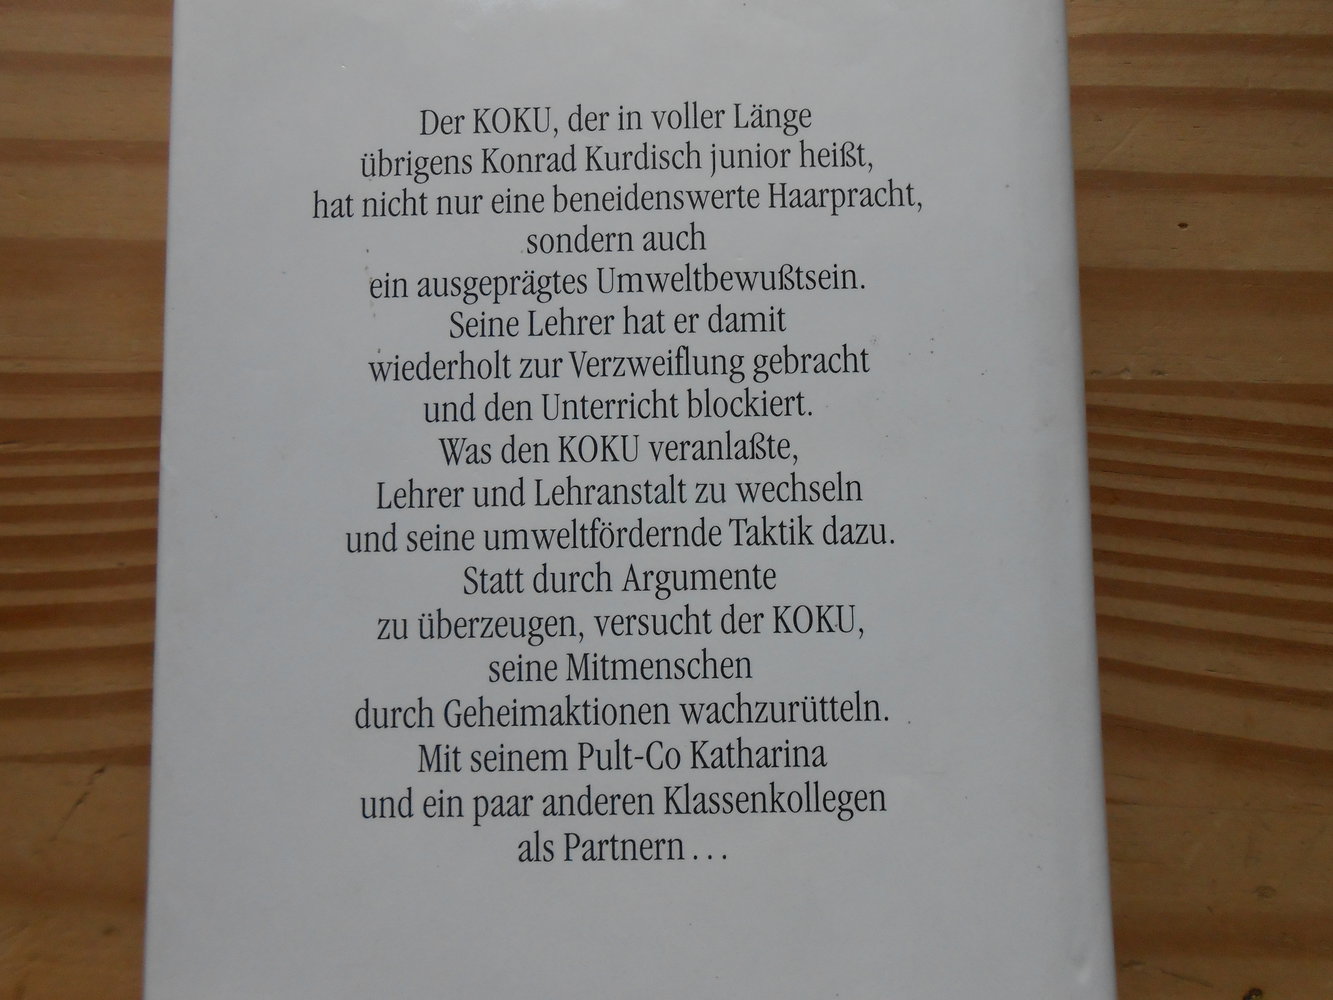 Der KOKU, der in voller Länge
übrigens Konrad Kurdisch junior heißt,
hat nicht nur eine beneidenswerte Haarpracht,
sondern auch
ein ausgeprägtes Umweltbewußtsein.
Seine Lehrer hat er damit
wiederholt zur Verzweiflung gebracht
und den Unterricht blockiert.
Was den KOKU veranlaßte,
Lehrer und Lehranstalt zu wechseln
und seine umweltfördernde Taktik dazu.
Statt durch Argumente
zu überzeugen, versucht der KOKU,
seine Mitmenschen
durch Geheimaktionen wachzurütteln.
Mit seinem Pult-Co Katharina
und ein paar anderen Klassenkollegen
als Partnern . . .